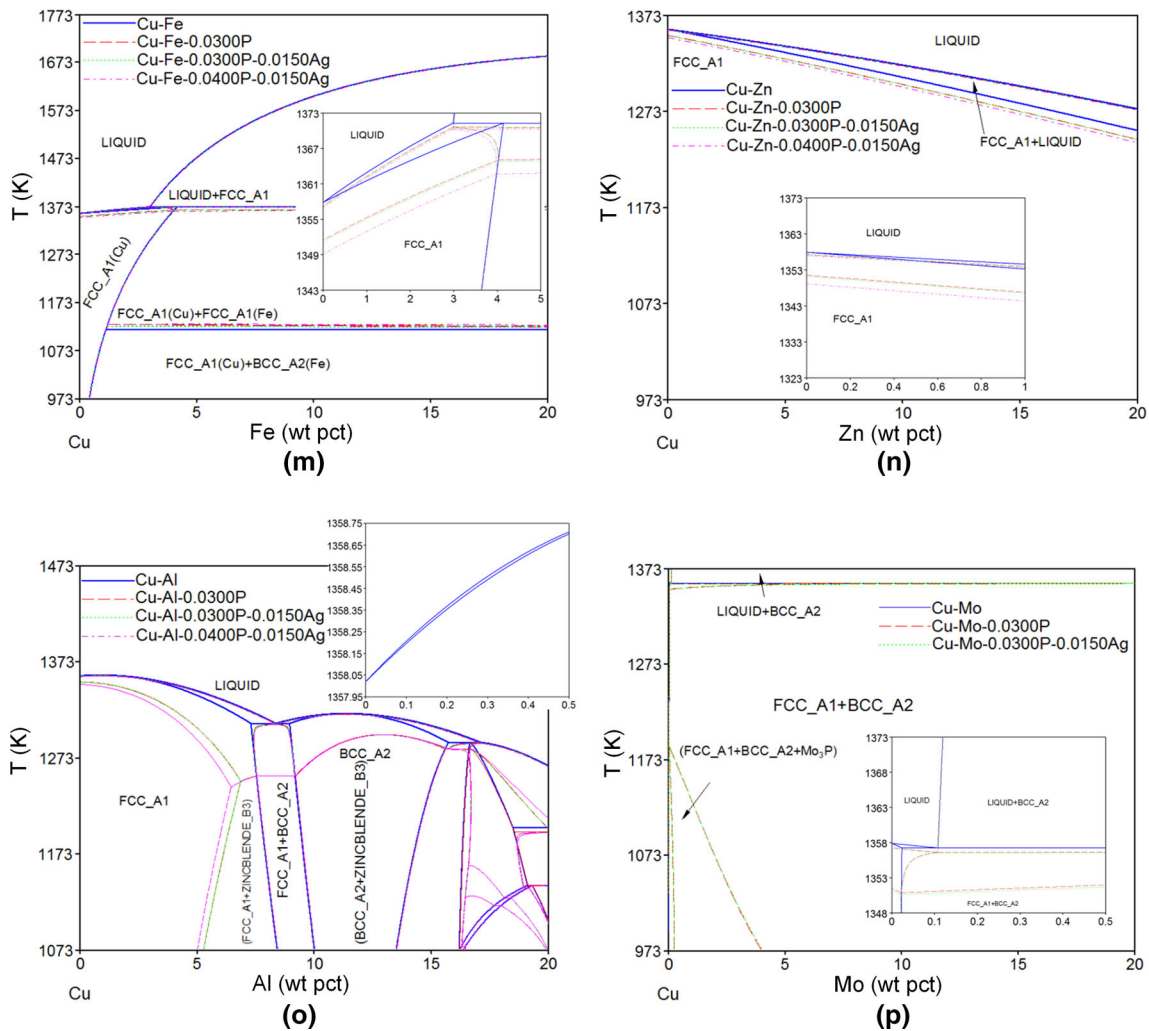 1773
1673
1573
1473
1373
1273
1173
1073
973
T (K)
Cu-Fe
Cu-Fe-0.0300P
Cu-Fe-0.0300P-0.0150Ag
Cu-Fe-0.0400P-0.0150Ag
LIQUID
LIQUID+FCC_A1
FCC_A1(Cu)
FCC_A1(Cu)+FCC_A1(Fe)
FCC_A1(Cu)+BCC_A2(Fe)
1373
1367
1361
1355
1349
1343
LIQUID
FCC_A1
0 1 2 3 4 5
0 5 10 15 20
Cu
Fe (wt pct)
(m)
1373
1273
1173
1073
973
T (K)
LIQUID
FCC_A1
Cu-Zn
Cu-Zn-0.0300P
Cu-Zn-0.0300P-0.0150Ag
Cu-Zn-0.0400P-0.0150Ag
FCC_A1+LIQUID
1373
1363
1353
1343
1333
1323
LIQUID
FCC_A1
0 0.2 0.4 0.6 0.8 1
0 5 10 15 20
Cu
Zn (wt pct)
(n)
1473
1373
1273
1173
1073
T (K)
Cu-Al
Cu-Al-0.0300P
Cu-Al-0.0300P-0.0150Ag
Cu-Al-0.0400P-0.0150Ag
1358.75
1358.65
1358.55
1358.45
1358.35
1358.25
1358.15
1358.05
1357.95
0 0.1 0.2 0.3 0.4 0.5
LIQUID
FCC_A1
(FCC_A1+ZINCBLENDE_B3)
FCC_A1+BCC_A2
BCC_A2
(BCC_A2+ZINCBLENDE_B3)
0 5 10 15 20
Cu
Al (wt pct)
(o)
1373
1273
1173
1073
973
T (K)
LIQUID+BCC_A2
Cu-Mo
Cu-Mo-0.0300P
Cu-Mo-0.0300P-0.0150Ag
FCC_A1+BCC_A2
(FCC_A1+BCC_A2+Mo₃P)
1373
1368
1363
1358
1353
1348
LIQUID
LIQUID+BCC_A2
FCC_A1+BCC_A2
0 0.1 0.2 0.3 0.4 0.5
0 5 10 15 20
Cu
Mo (wt pct)
(p)